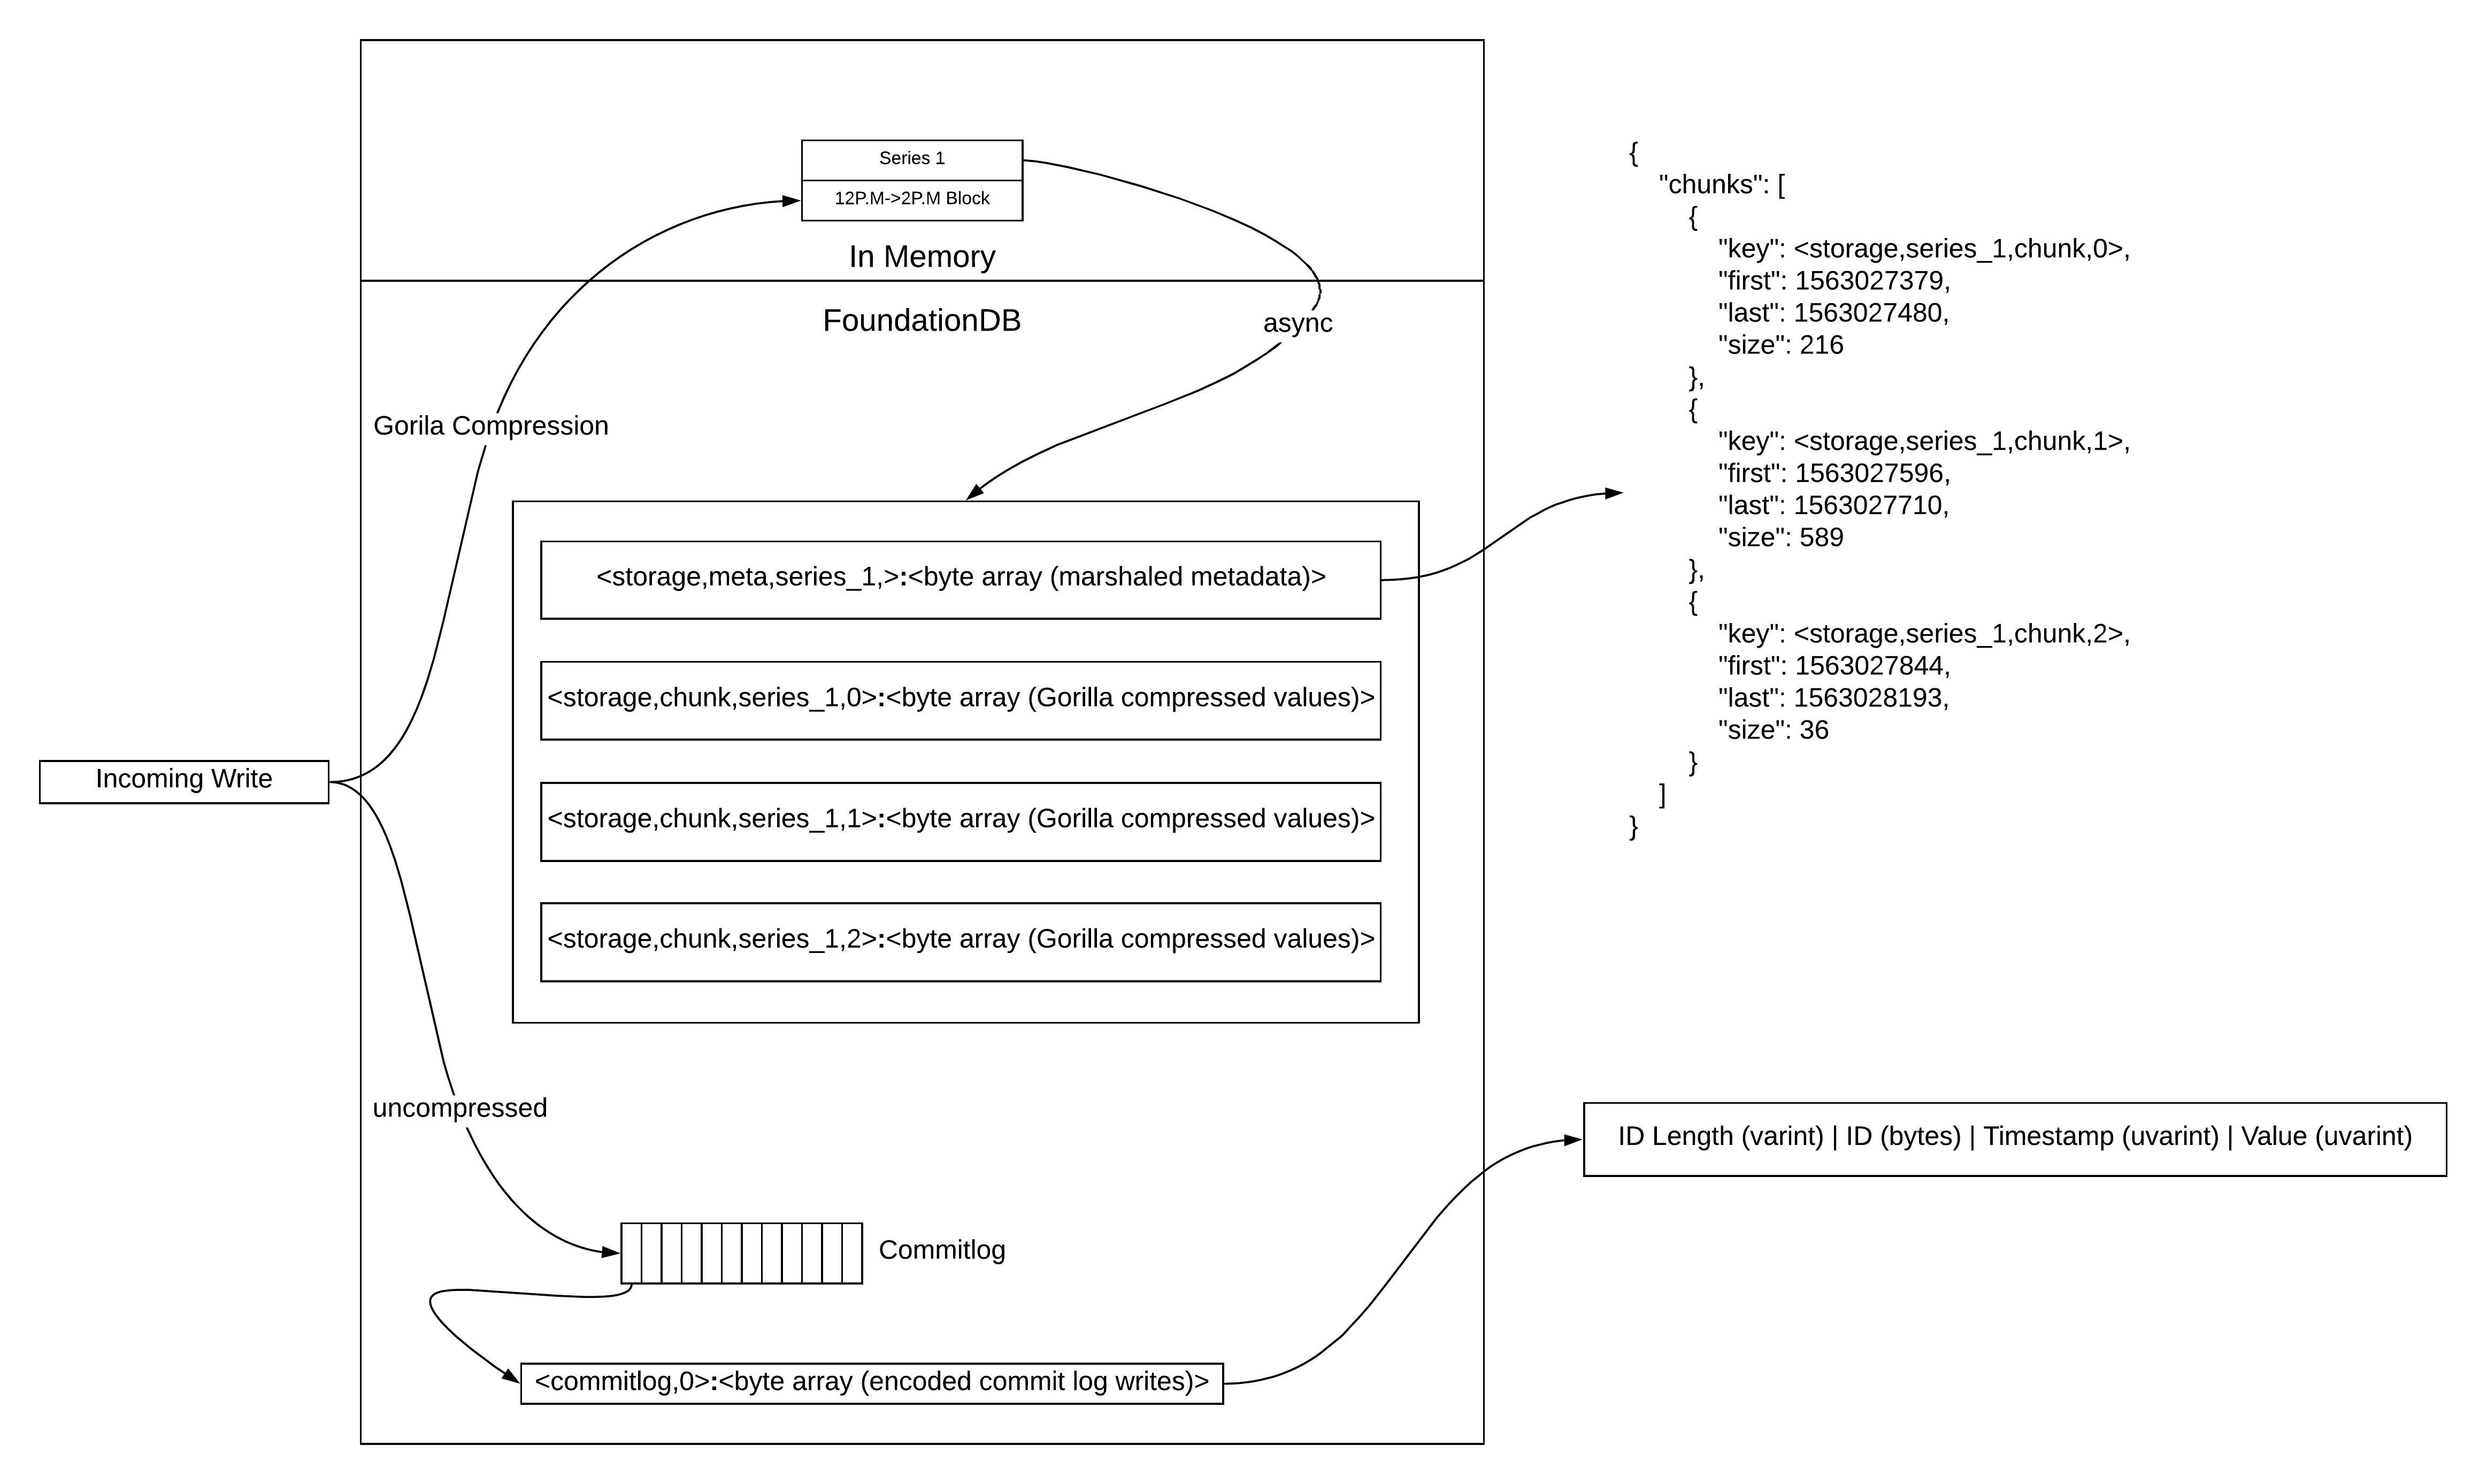 Series 1
12P.M->2P.M Block
In Memory
FoundationDB
async
Gorila Compression
<storage,meta,series_1,>:<byte array (marshaled metadata)>
<storage,chunk,series_1,0>:<byte array (Gorilla compressed values)>
<storage,chunk,series_1,1>:<byte array (Gorilla compressed values)>
<storage,chunk,series_1,2>:<byte array (Gorilla compressed values)>
Incoming Write
uncompressed
Commitlog
<commitlog,0>:<byte array (encoded commit log writes)>
{
"chunks": [
{
"key": <storage,series_1,chunk,0>,
"first": 1563027379,
"last": 1563027480,
"size": 216
},
{
"key": <storage,series_1,chunk,1>,
"first": 1563027596,
"last": 1563027710,
"size": 589
},
{
"key": <storage,series_1,chunk,2>,
"first": 1563027844,
"last": 1563028193,
"size": 36
}
]
}
ID Length (varint) | ID (bytes) | Timestamp (uvarint) | Value (uvarint)